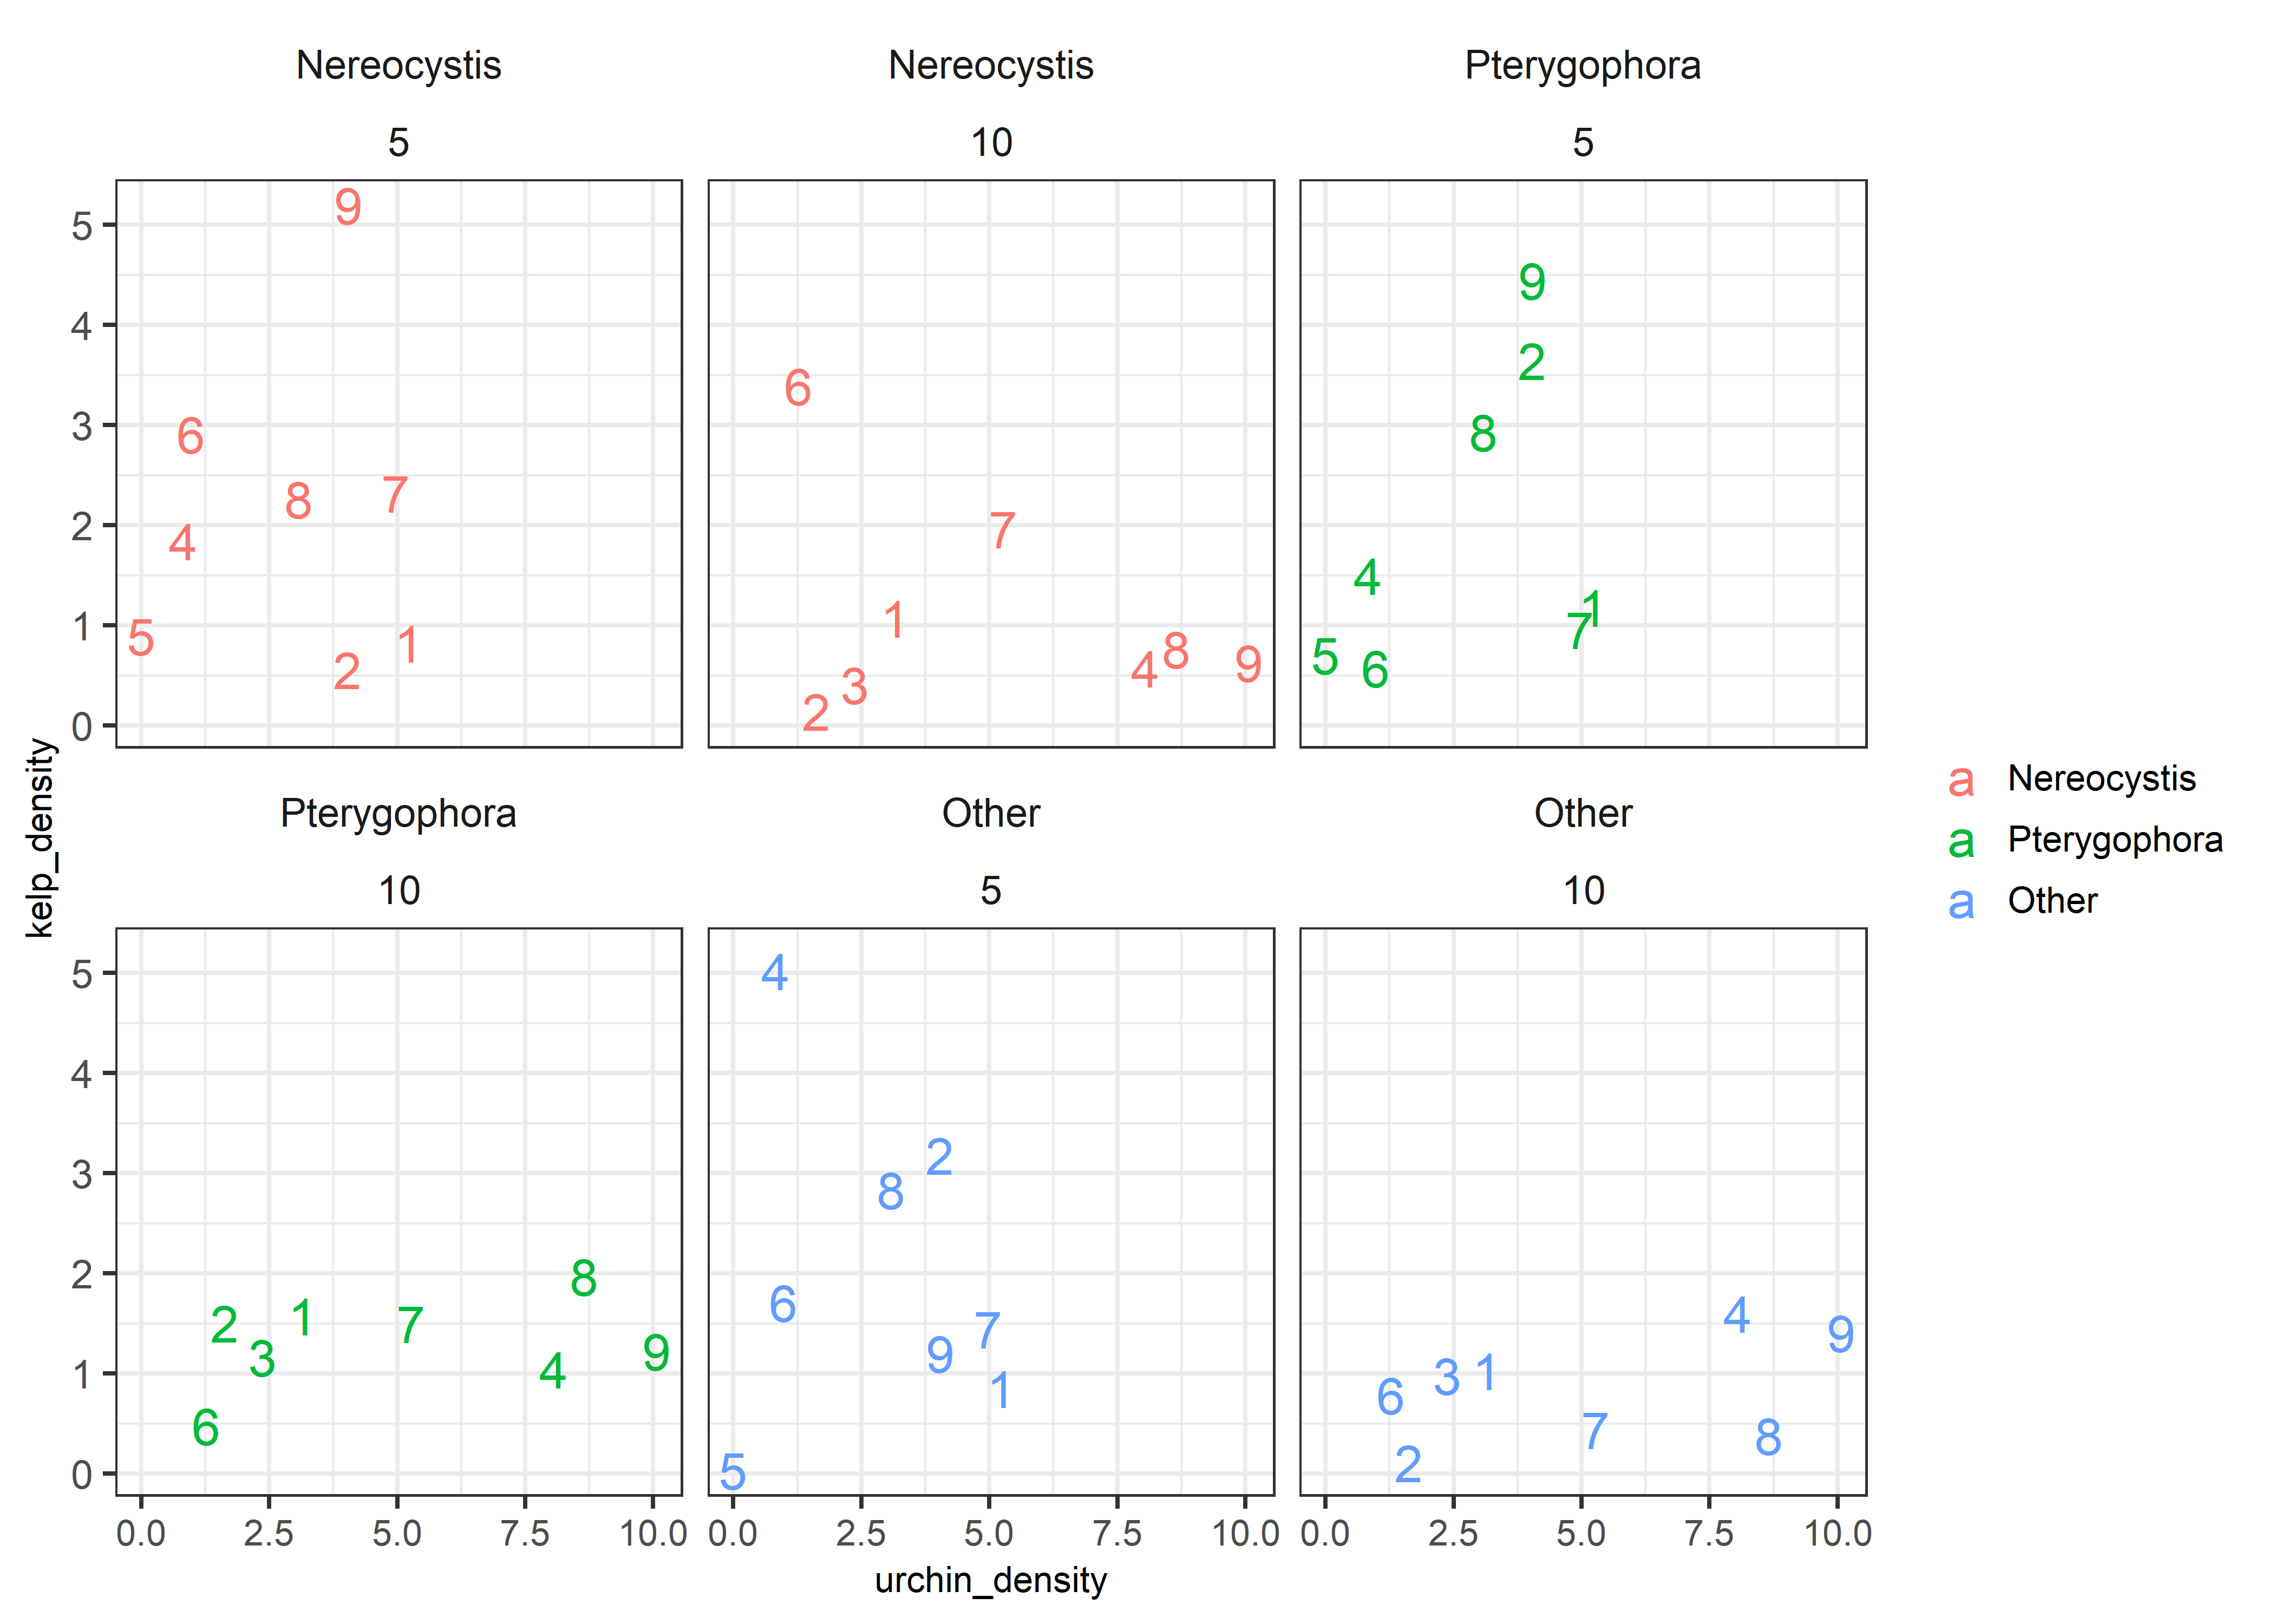 Nereocystis Nereocystis Pterygophora
5 10 5
9
5
9
4
2
6
3 6 8
8 7
7
2 4
4
1 1
1 5 7
5 2 1 8 5
4 9 6
3
2
0
kelp_density
a Nereocystis
a Pterygophora
a Other
Pterygophora Other Other
10 5 10
5 4
4
2
3 8
2 8 6
2 1 7 7 4 9
3 9 9
1 4 1 3 1
6 6
7 8
2
0 5
0.0 2.5 5.0 7.5 10.0 0.0 2.5 5.0 7.5 10.0 0.0 2.5 5.0 7.5 10.0
urchin_density